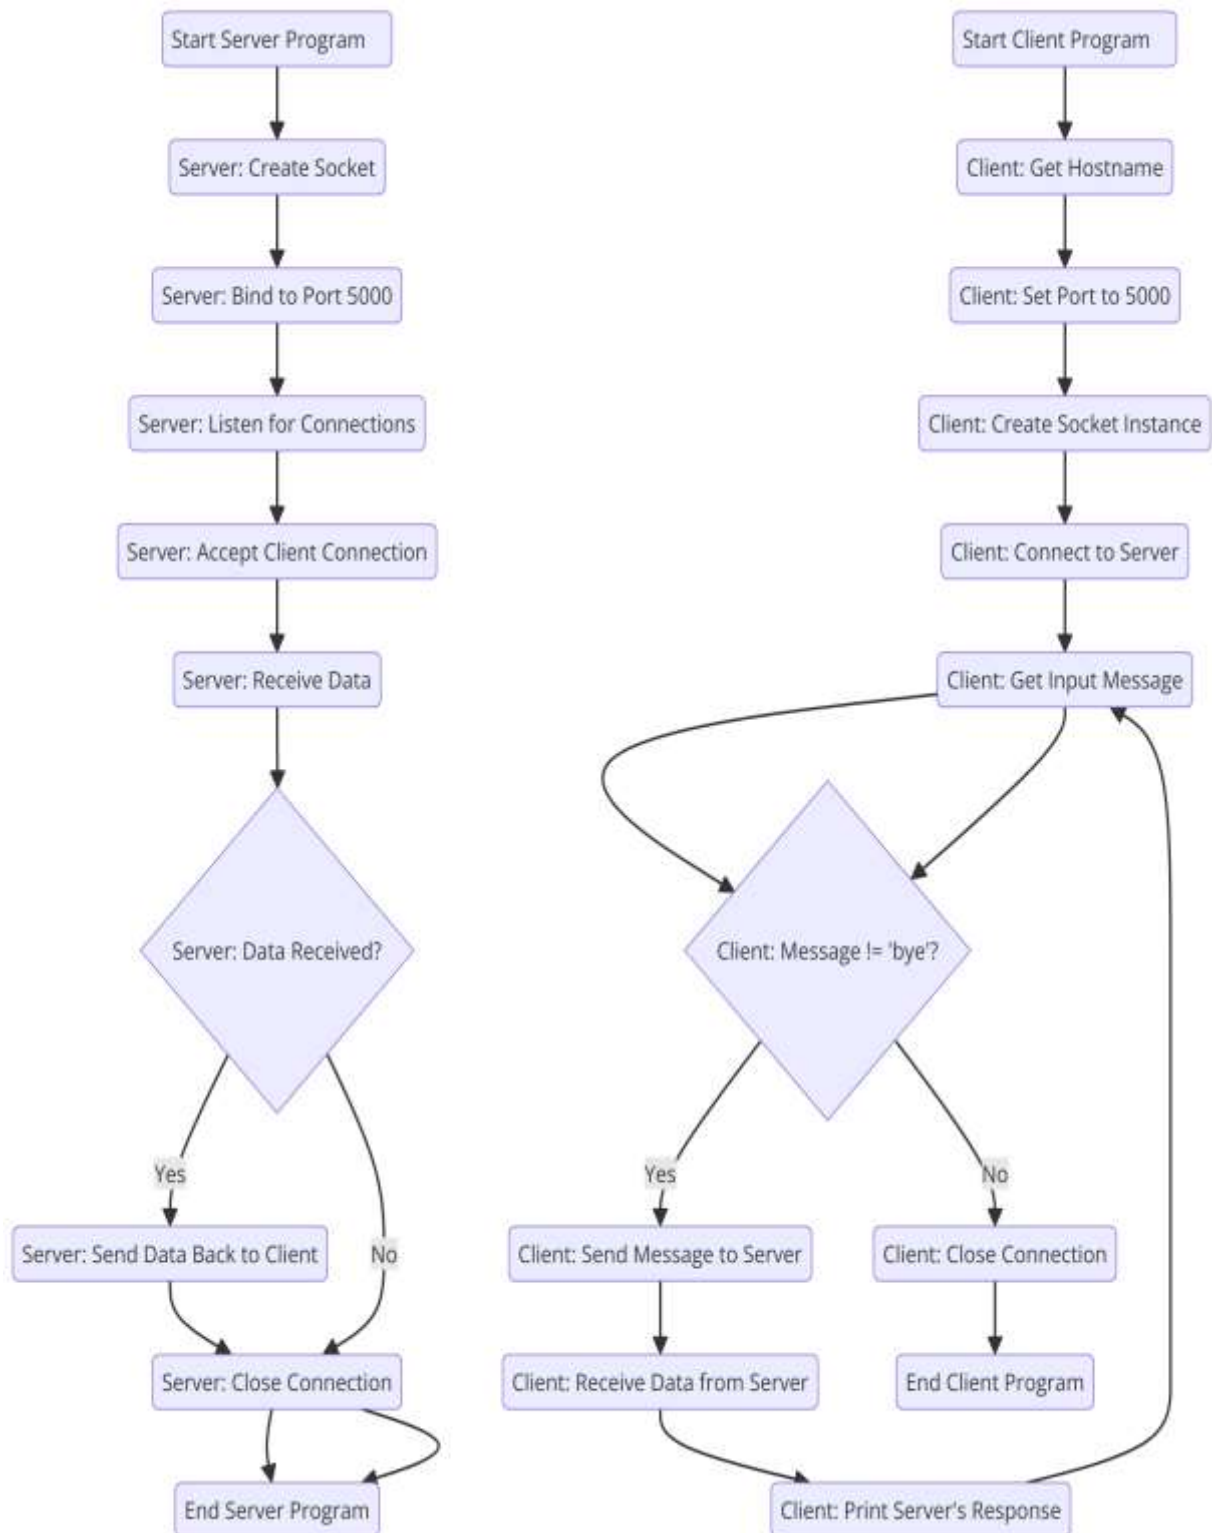 Start Server Program
Server: Create Socket
Server: Bind to Port 5000
Server: Listen for Connections
Server: Accept Client Connection
Server: Receive Data
Server: Data Received?
Yes
No
Server: Send Data Back to Client
Server: Close Connection
End Server Program
Start Client Program
Client: Get Hostname
Client: Set Port to 5000
Client: Create Socket Instance
Client: Connect to Server
Client: Get Input Message
Client: Message != 'bye'?
Yes
No
Client: Send Message to Server
Client: Close Connection
Client: Receive Data from Server
End Client Program
Client: Print Server's Response